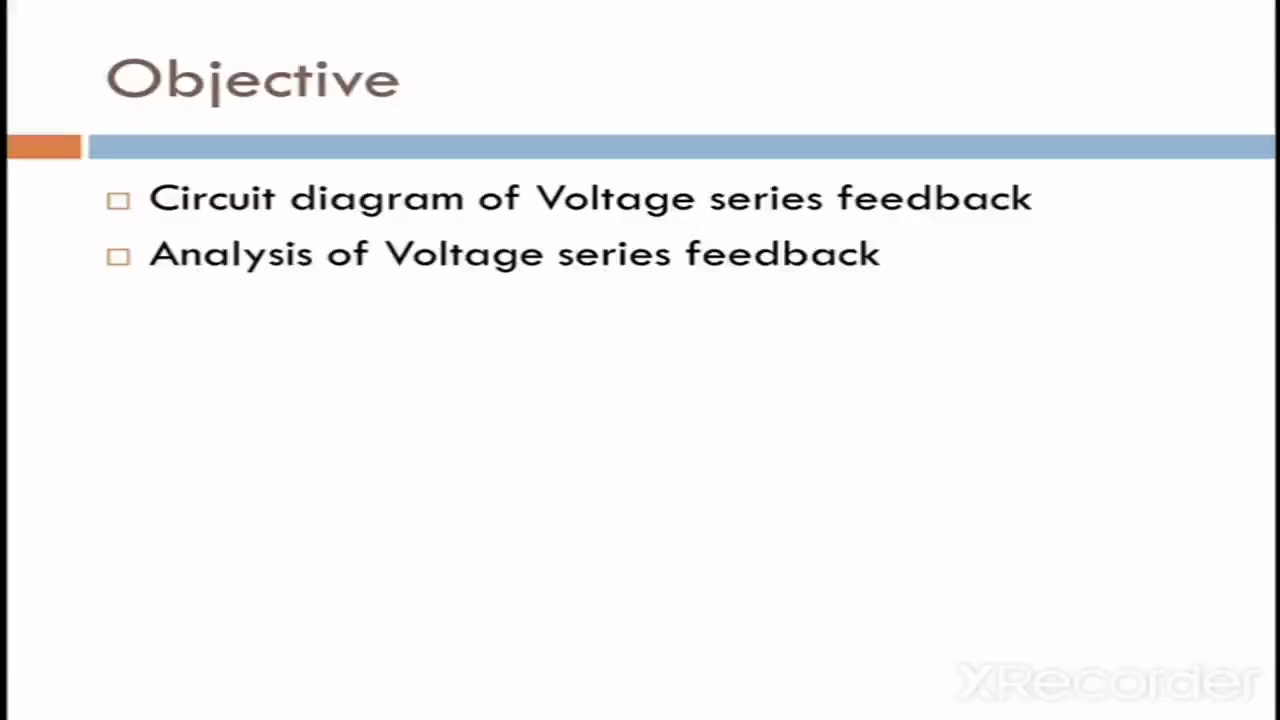 Objective
Circuit diagram of Voltage series feedback
Analysis of Voltage series feedback
XRecorder